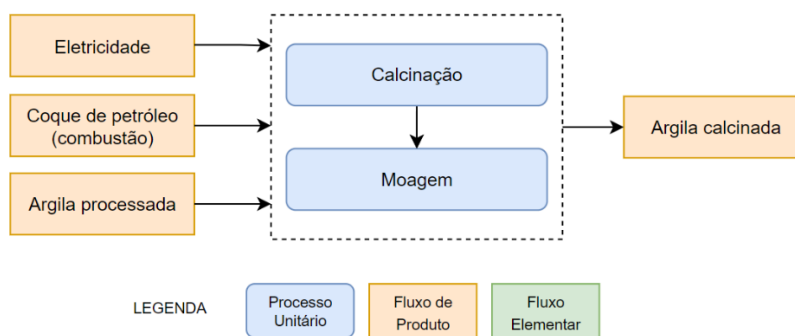 Eletricidade
Coque de petróleo
(combustão)
Argila processada
Calcinação
Moagem
Argila calcinada
LEGENDA
Processo
Unitário
Fluxo de
Produto
Fluxo
Elementar